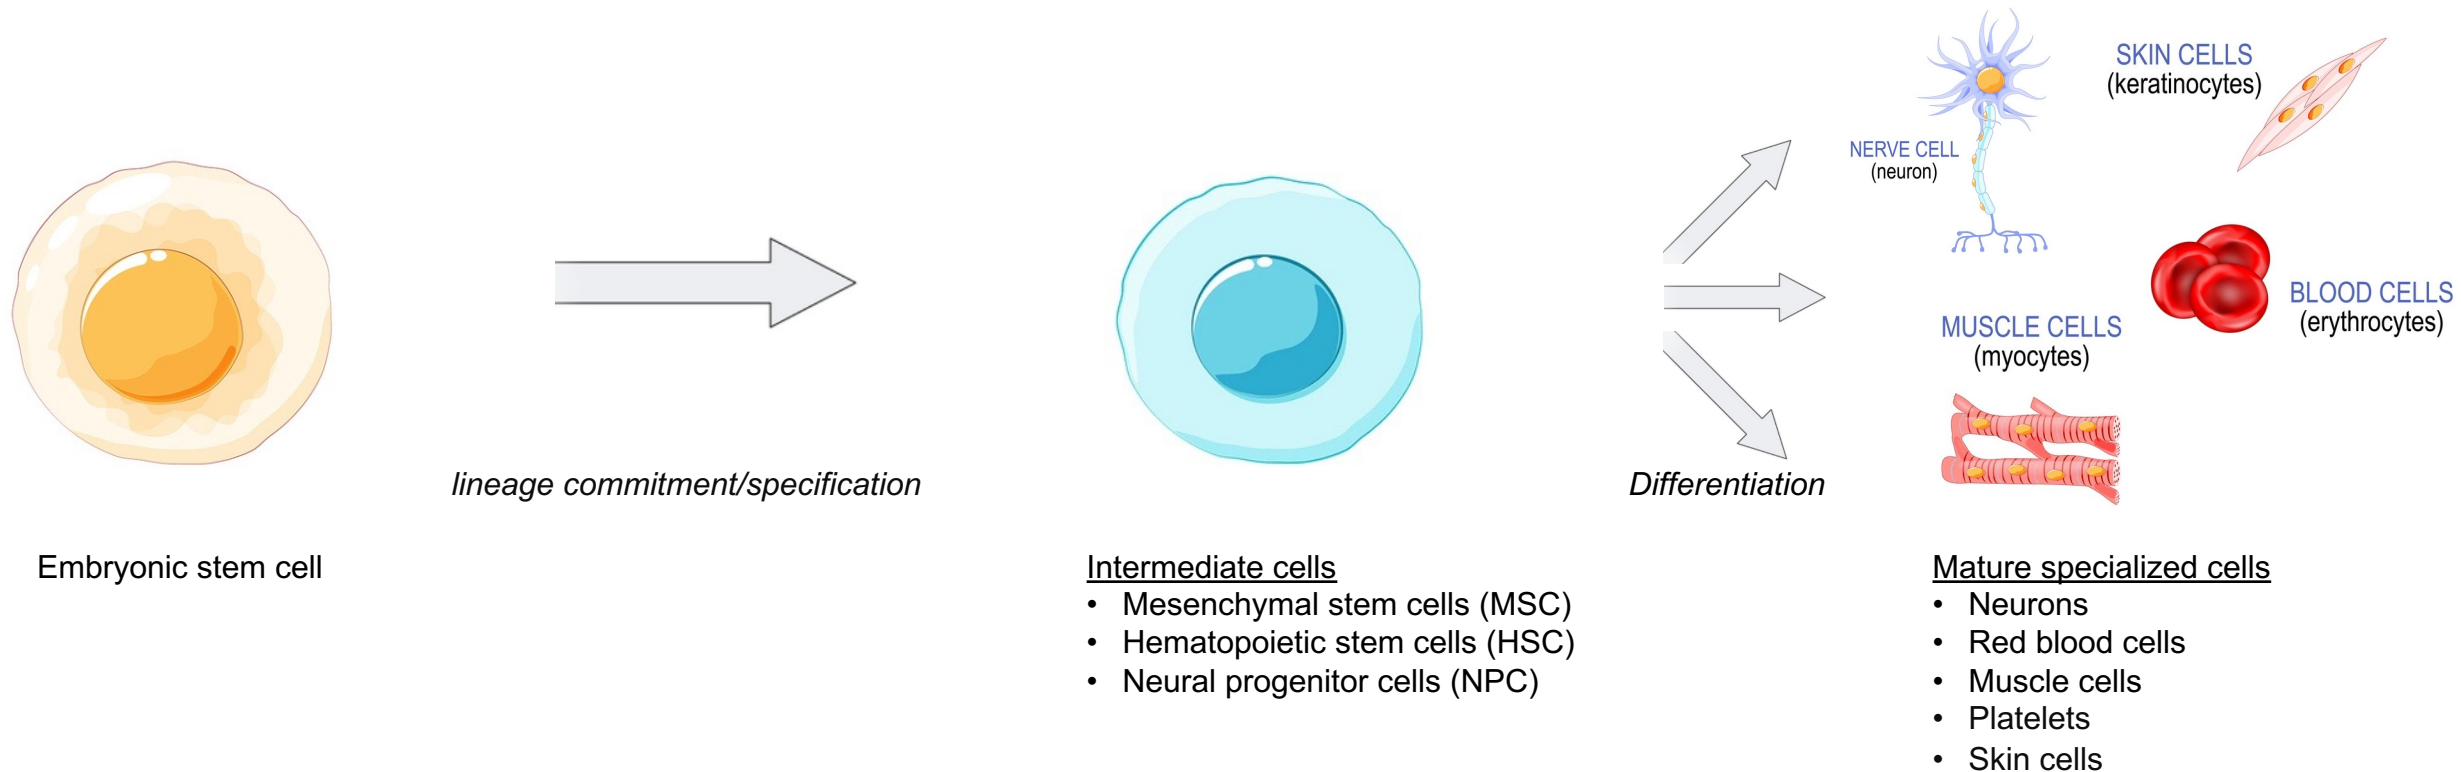 SKIN CELLS
(keratinocytes)
NERVE CELL
(neuron)
BLOOD CELLS
(erythrocytes)
MUSCLE CELLS
(myocytes)
lineage commitment/specification
Differentiation
Embryonic stem cell
Intermediate cells
• Mesenchymal stem cells (MSC)
• Hematopoietic stem cells (HSC)
• Neural progenitor cells (NPC)
Mature specialized cells
• Neurons
• Red blood cells
• Muscle cells
• Platelets
• Skin cells